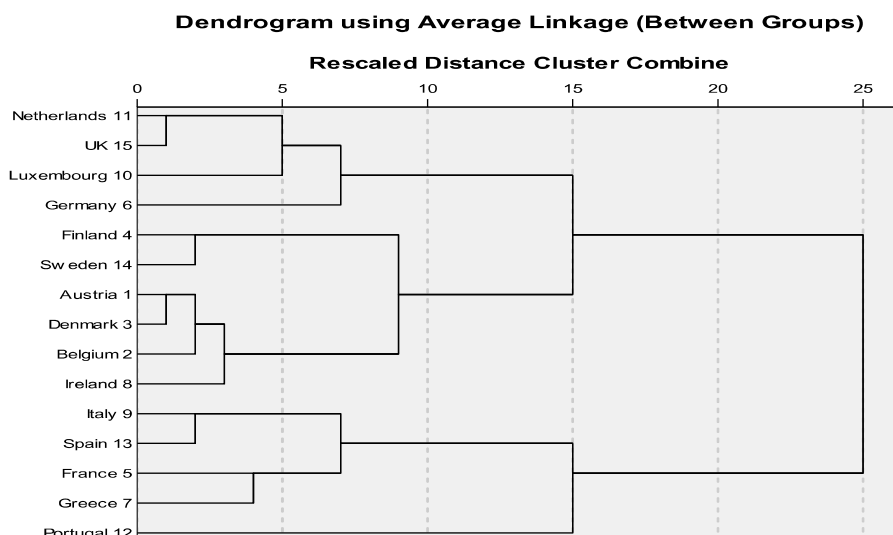 Dendrogram using Average Linkage (Between Groups)
Rescaled Distance Cluster Combine
0 5 10 15 20 25
Netherlands 11
UK 15
Luxembourg 10
Germany 6
Finland 4
Sweden 14
Austria 1
Denmark 3
Belgium 2
Ireland 8
Italy 9
Spain 13
France 5
Greece 7
Portugal 12